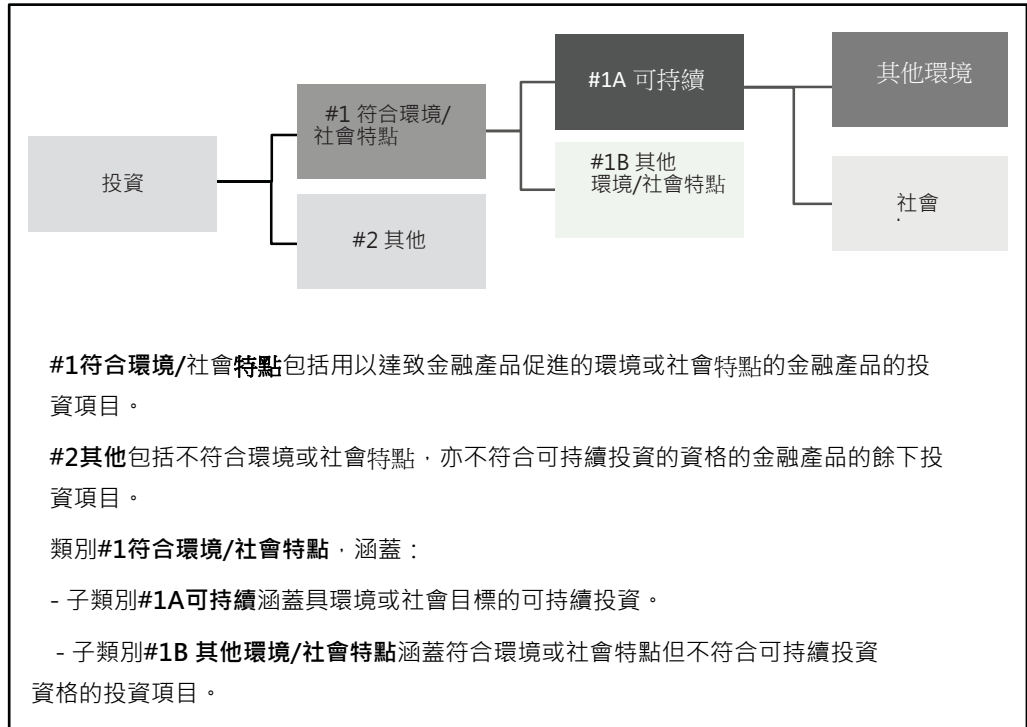 投資
#1 符合環境/
社會特點
#2 其他
#1A 可持續
#1B 其他
環境/社會特點
其他環境
社會
#1符合環境/社會特點包括用以達致金融產品促進的環境或社會特點的金融產品的投
資項目。
#2其他包括不符合環境或社會特點，亦不符合可持續投資的資格的金融產品的餘下投
資項目。
類別#1符合環境/社會特點，涵蓋：
- 子類別#1A可持續涵蓋具環境或社會目標的可持續投資。
- 子類別#1B 其他環境/社會特點涵蓋符合環境或社會特點但不符合可持續投資
資格的投資項目。